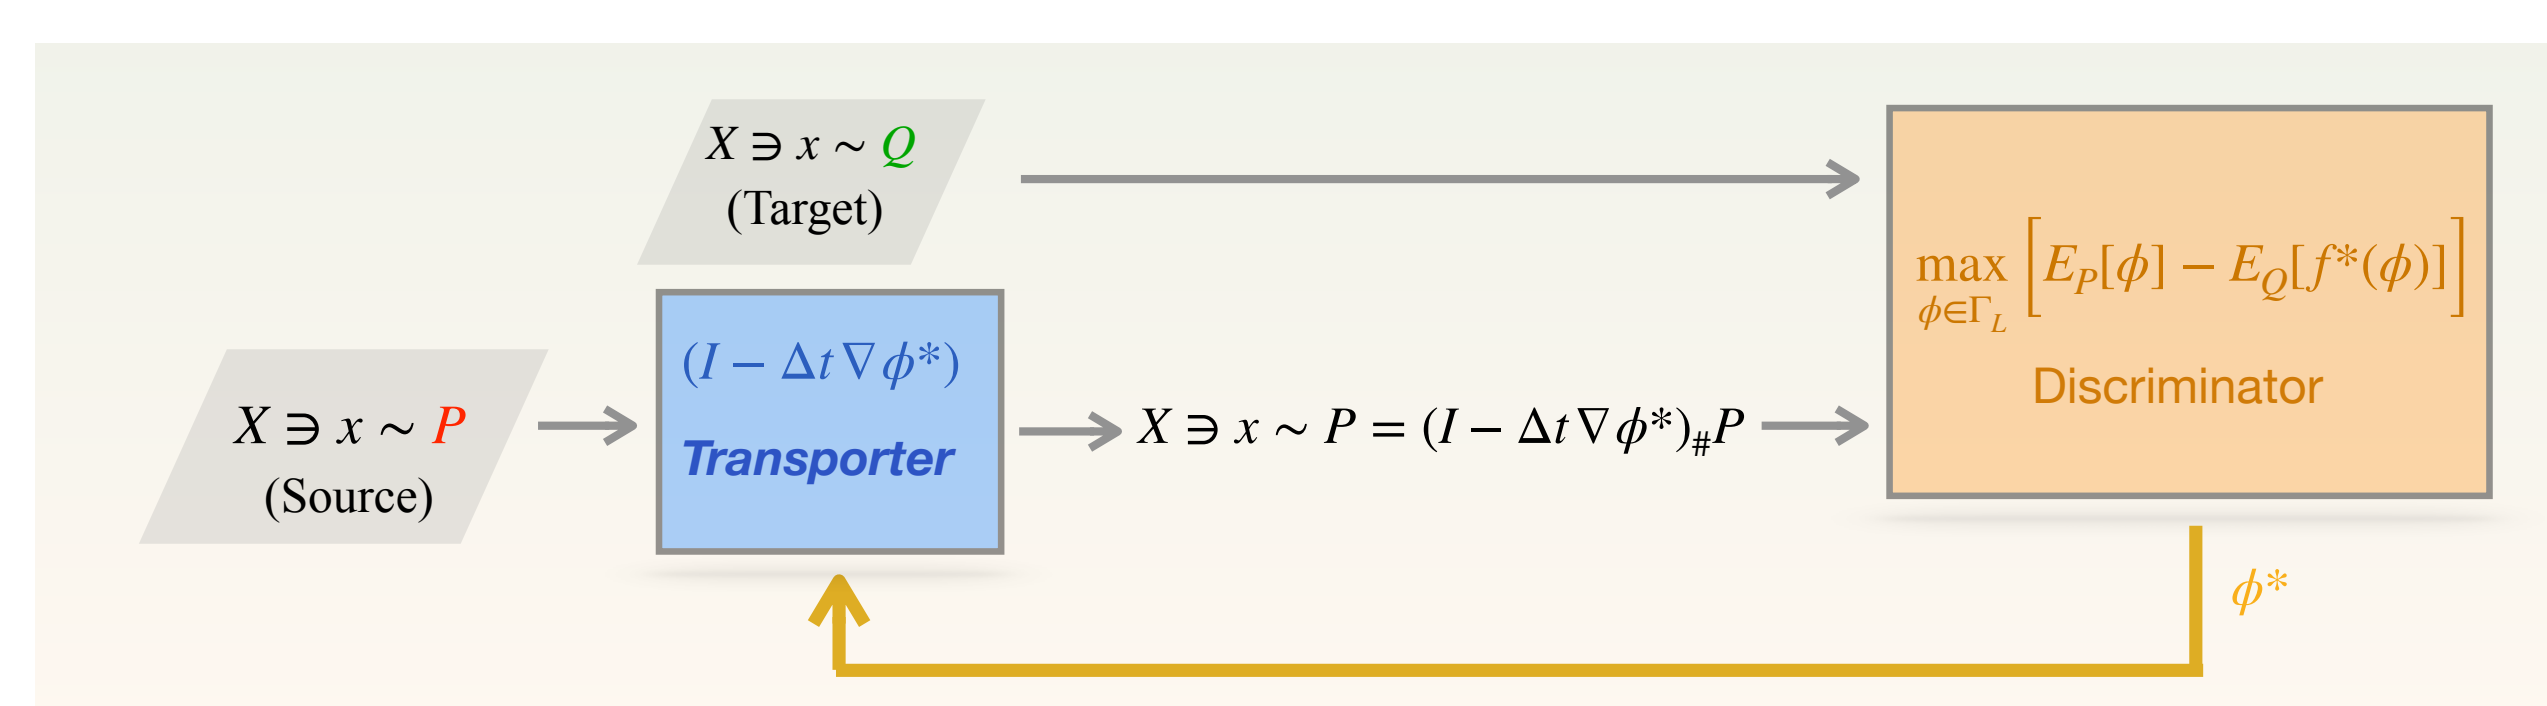 X ∋ x ∼ Q
(Target)
max [E_P[ϕ] − E_Q[f*(ϕ)]]
ϕ∈Γ_L
Discriminator
(I − Δt ∇ϕ*)
Transporter
X ∋ x ∼ P
(Source)
X ∋ x ∼ P = (I − Δt ∇ϕ*)_#P
ϕ*